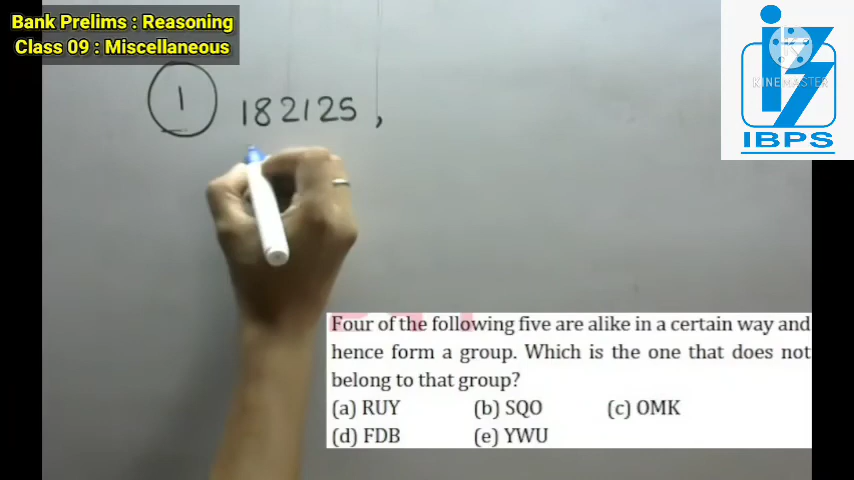 Bank Prelims : Reasoning
Class 09 : Miscellaneous
1 182125 ,
KINEMASTER
IBPS
Four of the following five are alike in a certain way and
hence form a group. Which is the one that does not
belong to that group?
(a) RUY (b) SQO (c) OMK
(d) FDB (e) YWU